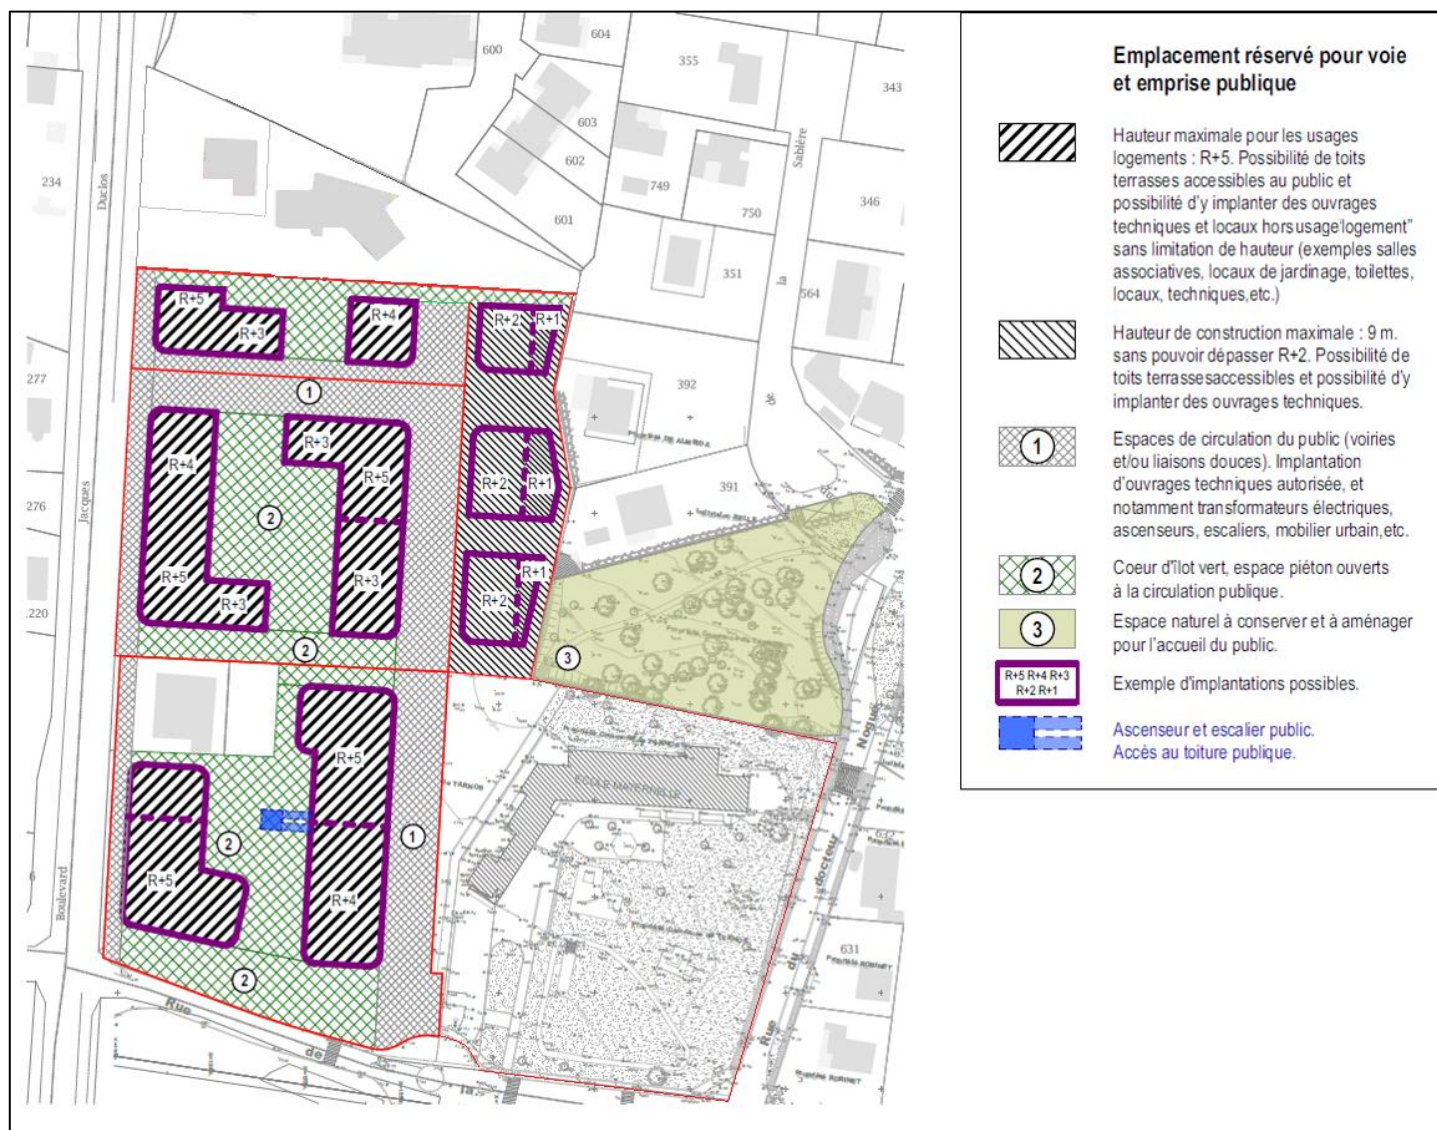 600
604
355
343
603
602
601
234
Duclos
Sablère
749
750
346
la
351
564
R+5
R+3
R+4
R+2
R+1
277
1
392
de
R+3
R+4
R+5
R+2
R+1
391
276
Jacques
2
R+5
R+3
R+3
R+1
R+2
220
2
3
Nogué
R+5
ECOLE MATERNELLE
1
2
632
docteur
Boulevard
R+5
R+4
du
631
2
Rue
Rue
de
la
Emplacement réservé pour voie
et emprise publique
Hauteur maximale pour les usages
logements : R+5. Possibilité de toits
terrasses accessibles au public et
possibilité d'y implanter des ouvrages
techniques et locaux hors usage‘logement”
sans limitation de hauteur (exemples salles
associatives, locaux de jardinage, toilettes,
locaux, techniques,etc.)
Hauteur de construction maximale : 9 m.
sans pouvoir dépasser R+2. Possibilité de
toits terrassesaccessibles et possibilité d'y
implanter des ouvrages techniques.
1
Espaces de circulation du public (voiries
et/ou liaisons douces). Implantation
d'ouvrages techniques autorisée, et
notamment transformateurs électriques,
ascenseurs, escaliers, mobilier urbain,etc.
2
Coeur d'îlot vert, espace piéton ouverts
à la circulation publique.
3
Espace naturel à conserver et à aménager
pour l'accueil du public.
R+5 R+4 R+3
R+2 R+1
Exemple d'implantations possibles.
Ascenseur et escalier public.
Accès au toiture publique.